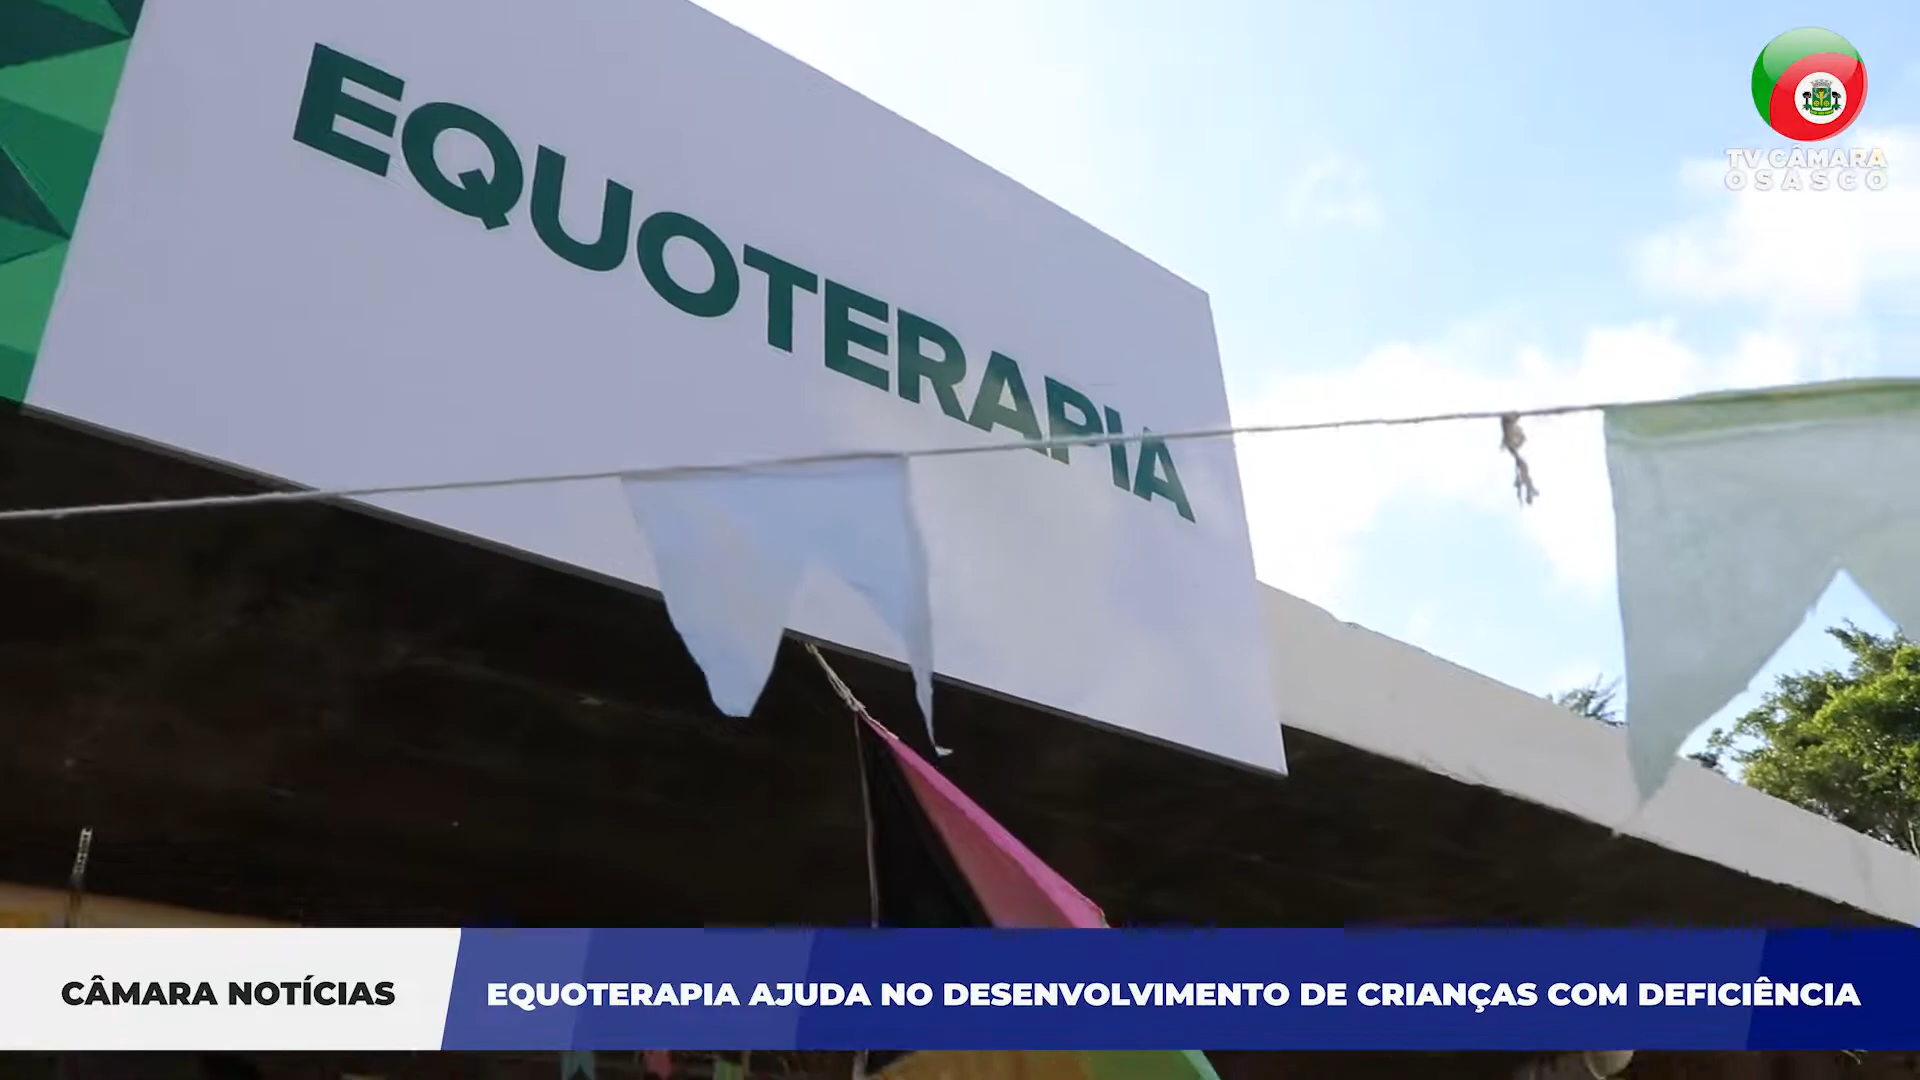 EQUOTERAPIA
TV CÂMARA
OSASCO
CÂMARA NOTÍCIAS
EQUOTERAPIA AJUDA NO DESENVOLVIMENTO DE CRIANÇAS COM DEFICIÊNCIA